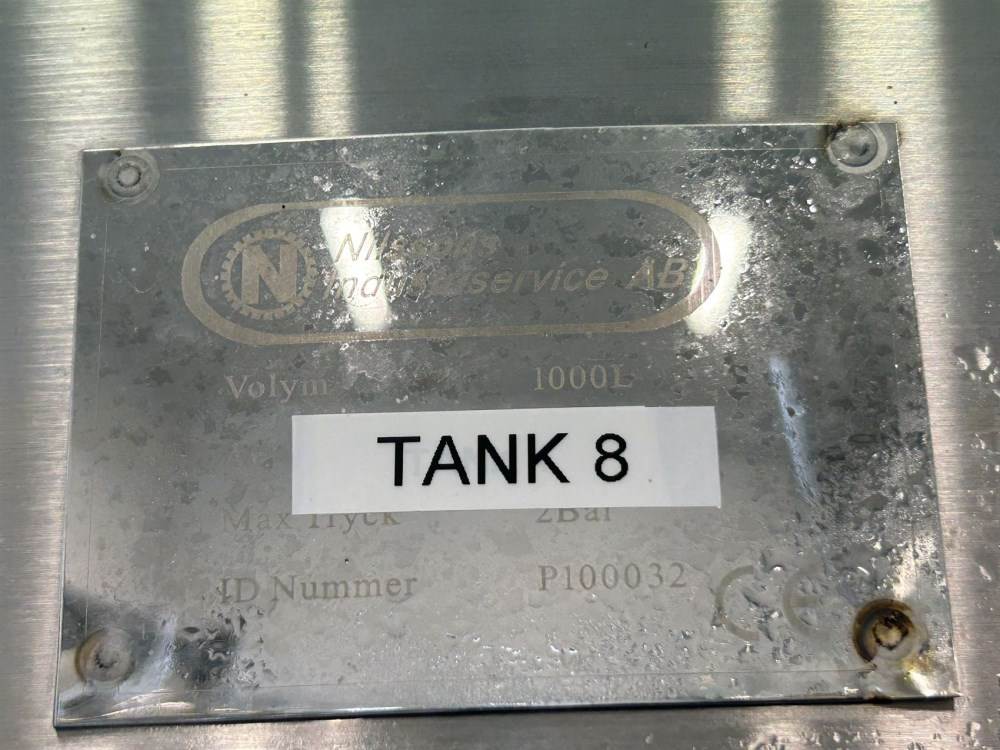 N
Nilssons
Industriservice AB
Volym 1000L
TANK 8
Max Tryck 2Bar
ID Nummer P100032
CE